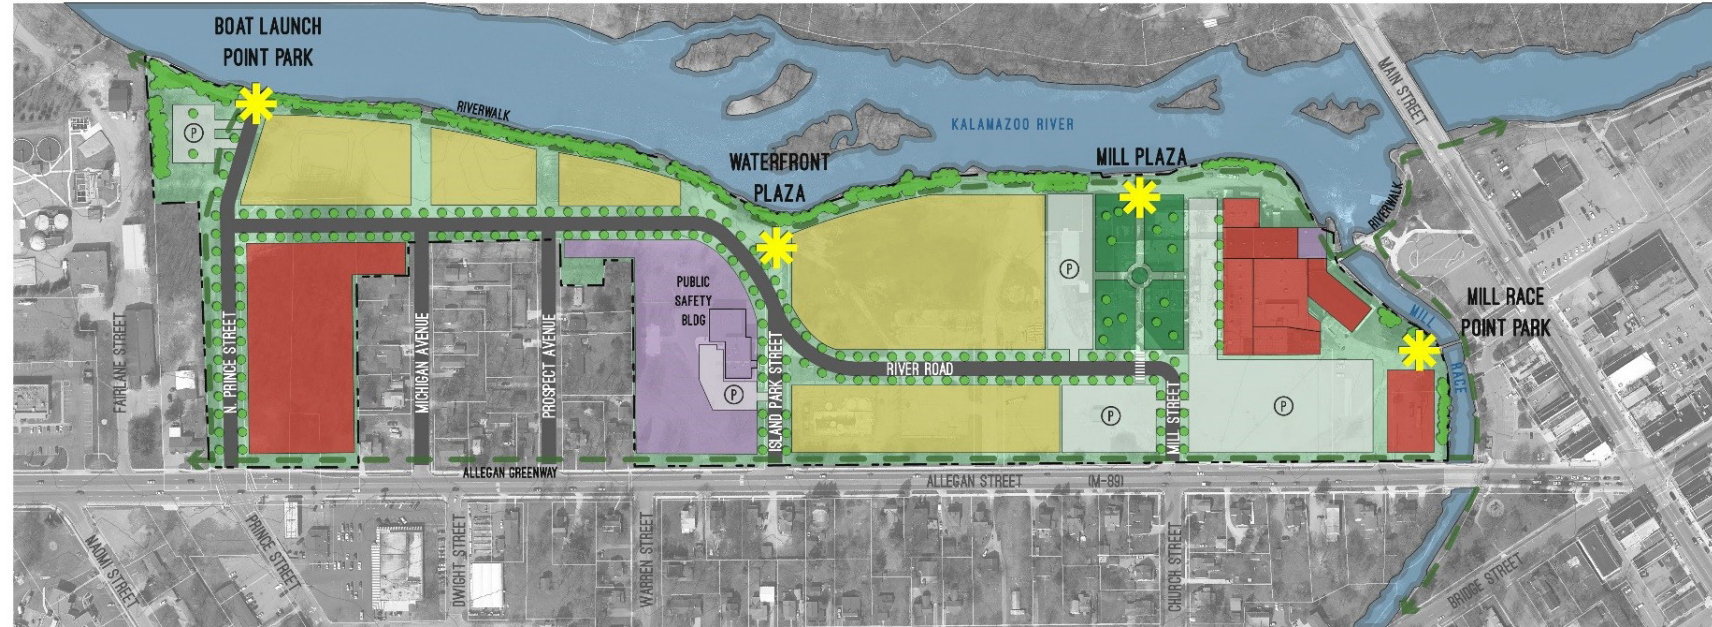 BOAT LAUNCH
POINT PARK
RIVERWALK
KALAMAZOO RIVER
MAIN STREET
WATERFRONT
PLAZA
MILL PLAZA
RIVERWALK
P
PUBLIC
SAFETY
BLDG
P
P
MILL RACE
POINT PARK
MILL
RACE
FAIRLANE STREET
N. PRINCE STREET
MICHIGAN AVENUE
PROSPECT AVENUE
ISLAND PARK STREET
RIVER ROAD
MILL STREET
P
P
ALLEGAN GREENWAY
ALLEGAN STREET
(M-89)
NAOMI STREET
PRINCE STREET
DWIGHT STREET
WARREN STREET
CHURCH STREET
BRIDGE STREET